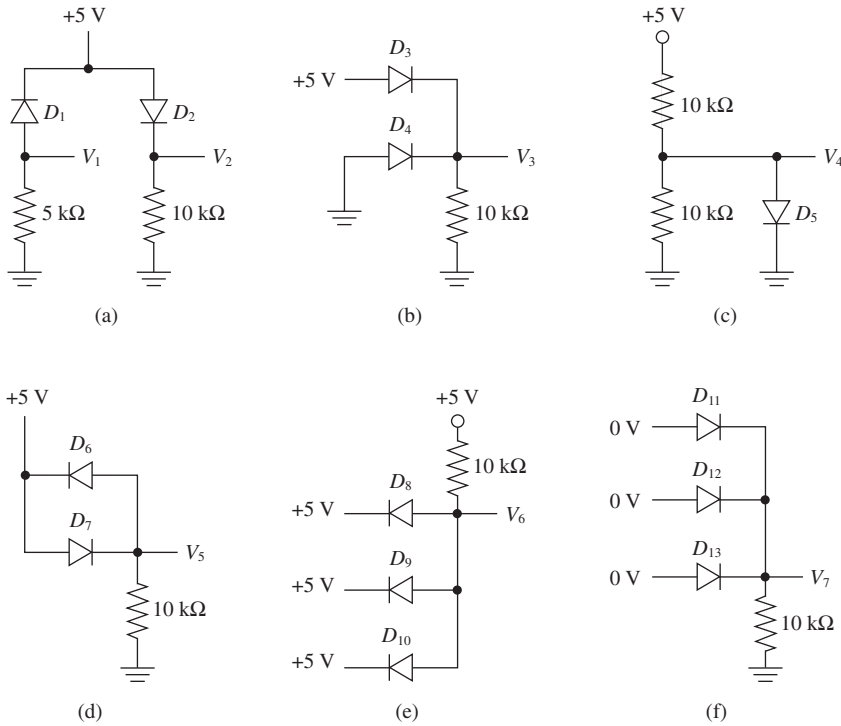 +5 V
D1
D2
V1
V2
5 kΩ
10 kΩ
(a)
D3
+5 V
D4
V3
10 kΩ
(b)
+5 V
10 kΩ
V4
10 kΩ
D5
(c)
+5 V
D6
D7
V5
10 kΩ
(d)
+5 V
10 kΩ
D8
+5 V
V6
D9
+5 V
D10
+5 V
(e)
D11
0 V
D12
0 V
D13
0 V
V7
10 kΩ
(f)